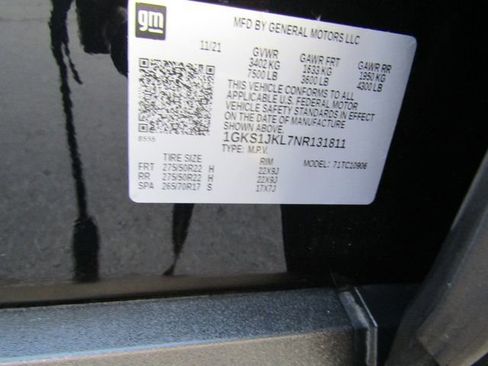 gm
MFD BY GENERAL MOTORS LLC
11/21 GVWR GAWR FRT GAWR RR
3402 KG 1633 KG 1950 KG
7500 LB 3600 LB 4300 LB
THIS VEHICLE CONFORMS TO ALL
APPLICABLE U.S. FEDERAL MOTOR
VEHICLE SAFETY STANDARDS IN EFFECT
ON THE DATE OF MANUFACTURE
SHOWN ABOVE.
1GKS1JKL7NR131811
TYPE: M.P.V. MODEL: 71TC10906
TIRE SIZE RIM
FRT 275/50R22 H 22X9J
RR 275/50R22 H 22X9J
SPA 265/70R17 S 17X7J